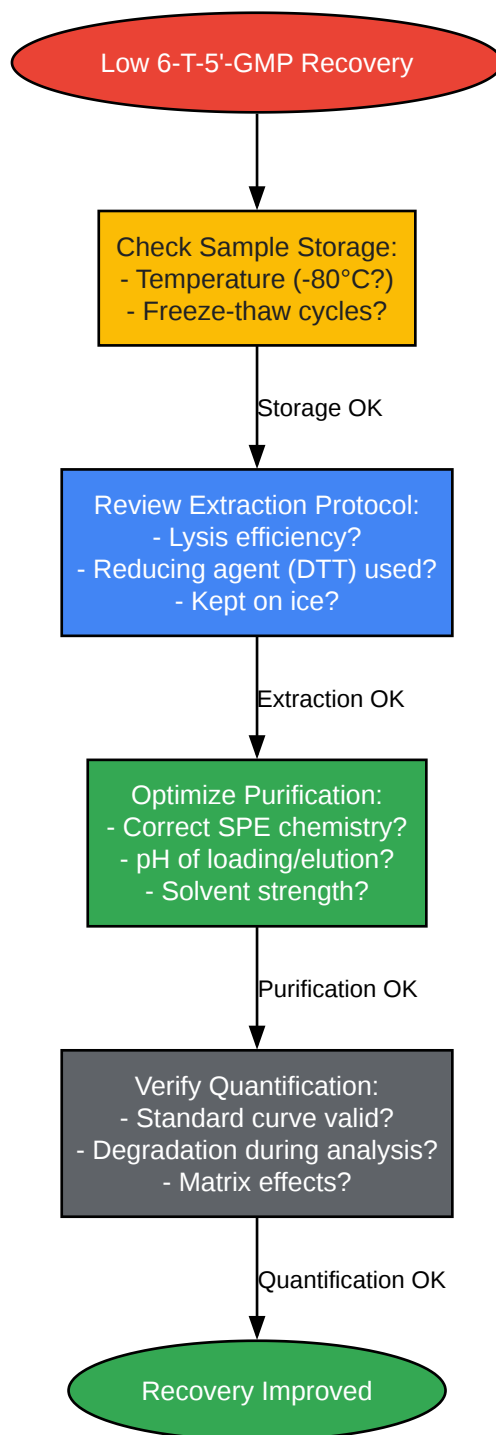 Low 6-T-5'-GMP Recovery
Check Sample Storage:
- Temperature (-80°C?)
- Freeze-thaw cycles?
Storage OK
Review Extraction Protocol:
- Lysis efficiency?
- Reducing agent (DTT) used?
- Kept on ice?
Extraction OK
Optimize Purification:
- Correct SPE chemistry?
- pH of loading/elution?
- Solvent strength?
Purification OK
Verify Quantification:
- Standard curve valid?
- Degradation during analysis?
- Matrix effects?
Quantification OK
Recovery Improved